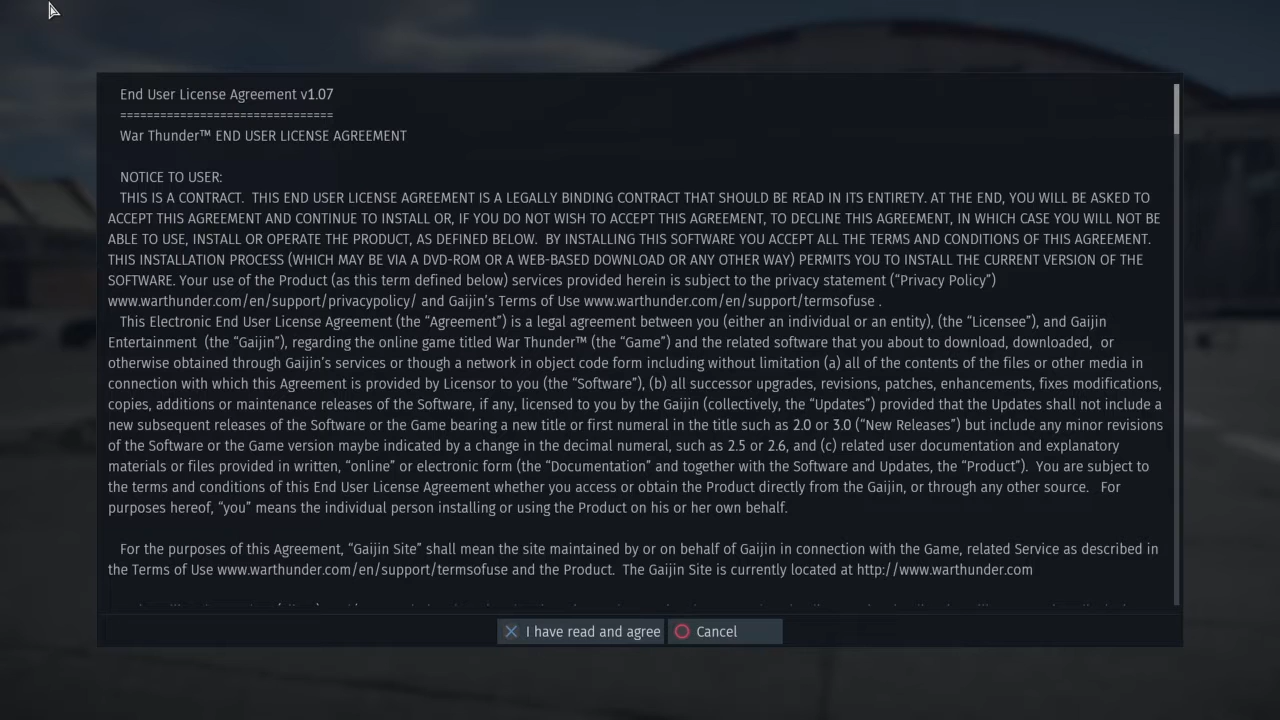 End User License Agreement v1.07
================================
War Thunder™ END USER LICENSE AGREEMENT
NOTICE TO USER:
THIS IS A CONTRACT.  THIS END USER LICENSE AGREEMENT IS A LEGALLY BINDING CONTRACT THAT SHOULD BE READ IN ITS ENTIRETY. AT THE END, YOU WILL BE ASKED TO
ACCEPT THIS AGREEMENT AND CONTINUE TO INSTALL OR, IF YOU DO NOT WISH TO ACCEPT THIS AGREEMENT, TO DECLINE THIS AGREEMENT, IN WHICH CASE YOU WILL NOT BE
ABLE TO USE, INSTALL OR OPERATE THE PRODUCT, AS DEFINED BELOW.  BY INSTALLING THIS SOFTWARE YOU ACCEPT ALL THE TERMS AND CONDITIONS OF THIS AGREEMENT.
THIS INSTALLATION PROCESS (WHICH MAY BE VIA A DVD-ROM OR A WEB-BASED DOWNLOAD OR ANY OTHER WAY) PERMITS YOU TO INSTALL THE CURRENT VERSION OF THE
SOFTWARE. Your use of the Product (as this term defined below) services provided herein is subject to the privacy statement (“Privacy Policy”)
www.warthunder.com/en/support/privacypolicy/ and Gaijin’s Terms of Use www.warthunder.com/en/support/termsofuse .
This Electronic End User License Agreement (the “Agreement”) is a legal agreement between you (either an individual or an entity), (the “Licensee”), and Gaijin
Entertainment  (the “Gaijin”), regarding the online game titled War Thunder™ (the “Game”) and the related software that you about to download, downloaded,  or
otherwise obtained through Gaijin’s services or though a network in object code form including without limitation (a) all of the contents of the files or other media in
connection with which this Agreement is provided by Licensor to you (the “Software”), (b) all successor upgrades, revisions, patches, enhancements, fixes modifications,
copies, additions or maintenance releases of the Software, if any, licensed to you by the Gaijin (collectively, the “Updates”) provided that the Updates shall not include a
new subsequent releases of the Software or the Game bearing a new title or first numeral in the title such as 2.0 or 3.0 (“New Releases”) but include any minor revisions
of the Software or the Game version maybe indicated by a change in the decimal numeral, such as 2.5 or 2.6, and (c) related user documentation and explanatory
materials or files provided in written, “online” or electronic form (the “Documentation” and together with the Software and Updates, the “Product”).  You are subject to
the terms and conditions of this End User License Agreement whether you access or obtain the Product directly from the Gaijin, or through any other source.   For
purposes hereof, “you” means the individual person installing or using the Product on his or her own behalf.
For the purposes of this Agreement, “Gaijin Site” shall mean the site maintained by or on behalf of Gaijin in connection with the Game, related Service as described in
the Terms of Use www.warthunder.com/en/support/termsofuse and the Product.  The Gaijin Site is currently located at http://www.warthunder.com
I have read and agree
Cancel